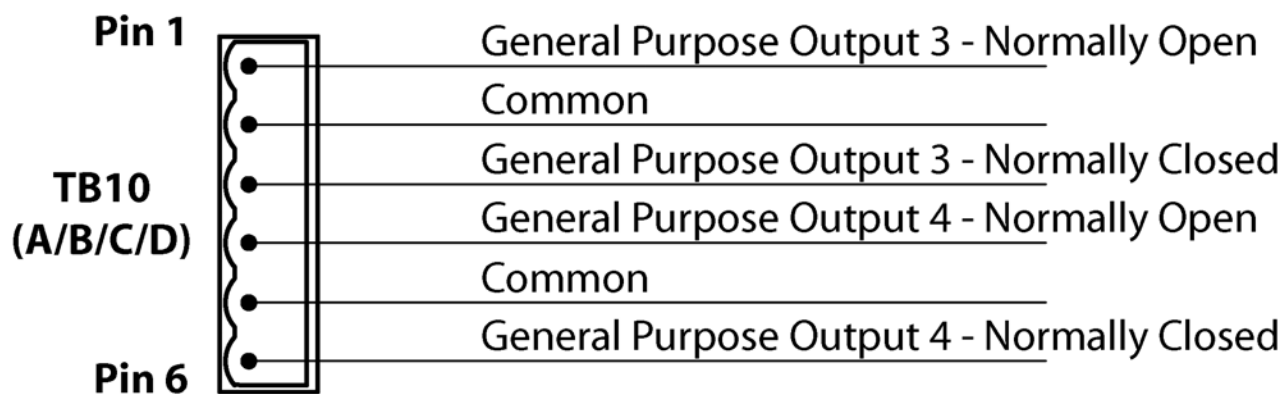 Pin 1
General Purpose Output 3 - Normally Open
Common
General Purpose Output 3 - Normally Closed
TB10
(A/B/C/D)
General Purpose Output 4 - Normally Open
Common
General Purpose Output 4 - Normally Closed
Pin 6